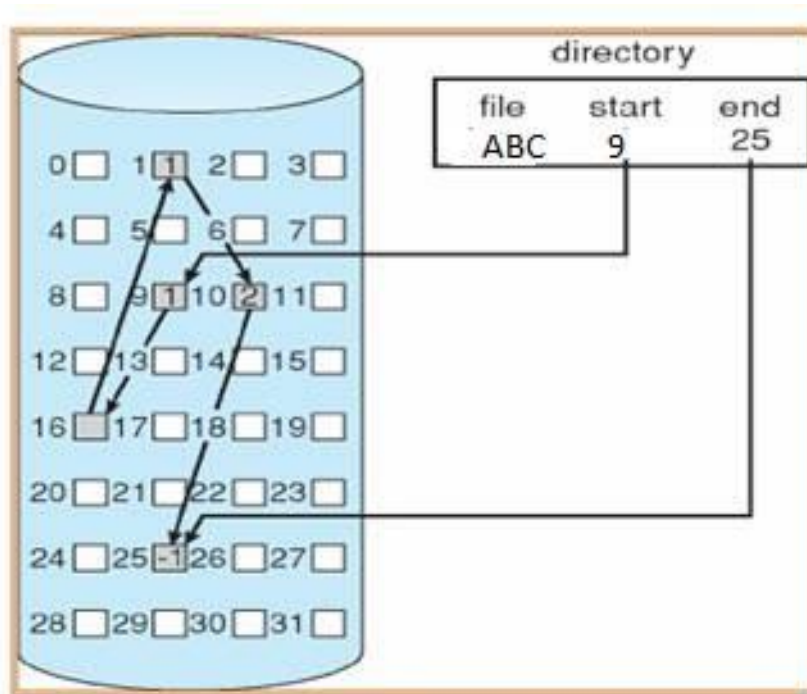 directory
file start end
ABC 9 25
0 1 1 2 3
4 5 6 7
8 9 1 10 2 11
12 13 14 15
16 17 18 19
20 21 22 23
24 25 -1 26 27
28 29 30 31